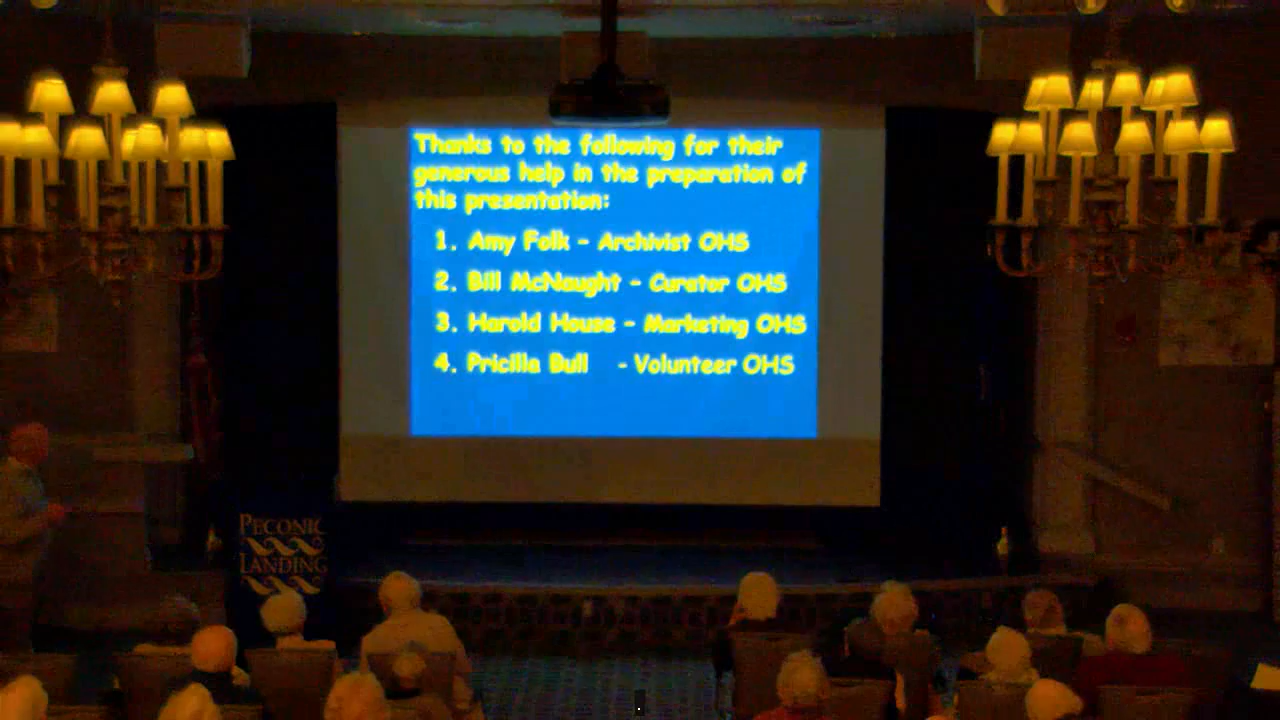 Thanks to the following for their
generous help in the preparation of
this presentation:
1. Amy Folk - Archivist OHS
2. Bill McNaught - Curator OHS
3. Harold House - Marketing OHS
4. Pricilla Bull - Volunteer OHS
PECONIC
LANDING